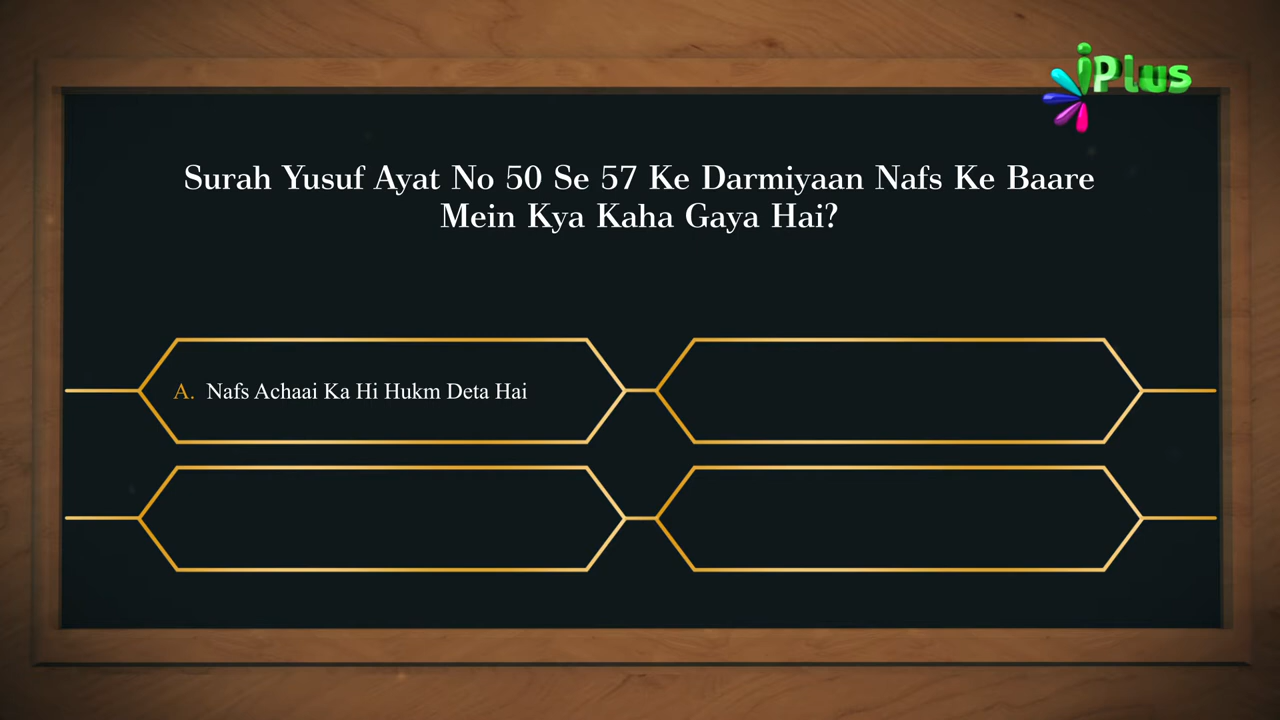 iPlus
Surah Yusuf Ayat No 50 Se 57 Ke Darmiyaan Nafs Ke Baare
Mein Kya Kaha Gaya Hai?
A. Nafs Achaai Ka Hi Hukm Deta Hai